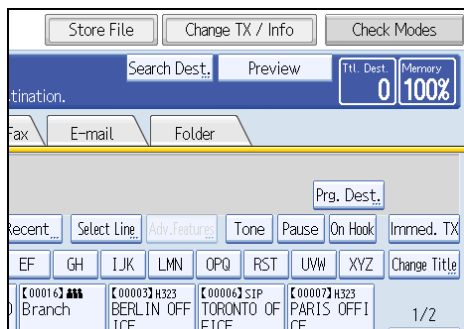 Store File Change TX / Info Check Modes
Search Dest. Preview Ttl. Dest. Memory
tination. 0 100%
Fax E-mail Folder
Prg. Dest.
Recent Select Line Adv.Features Tone Pause On Hook Immed. TX
EF GH IJK LMN OPQ RST UVW XYZ Change Title
【00016】 【00003】H323 【00006】SIP 【00007】H323
Branch BERLIN OFF TORONTO OF PARIS OFFI 1/2
ICE FICE CE